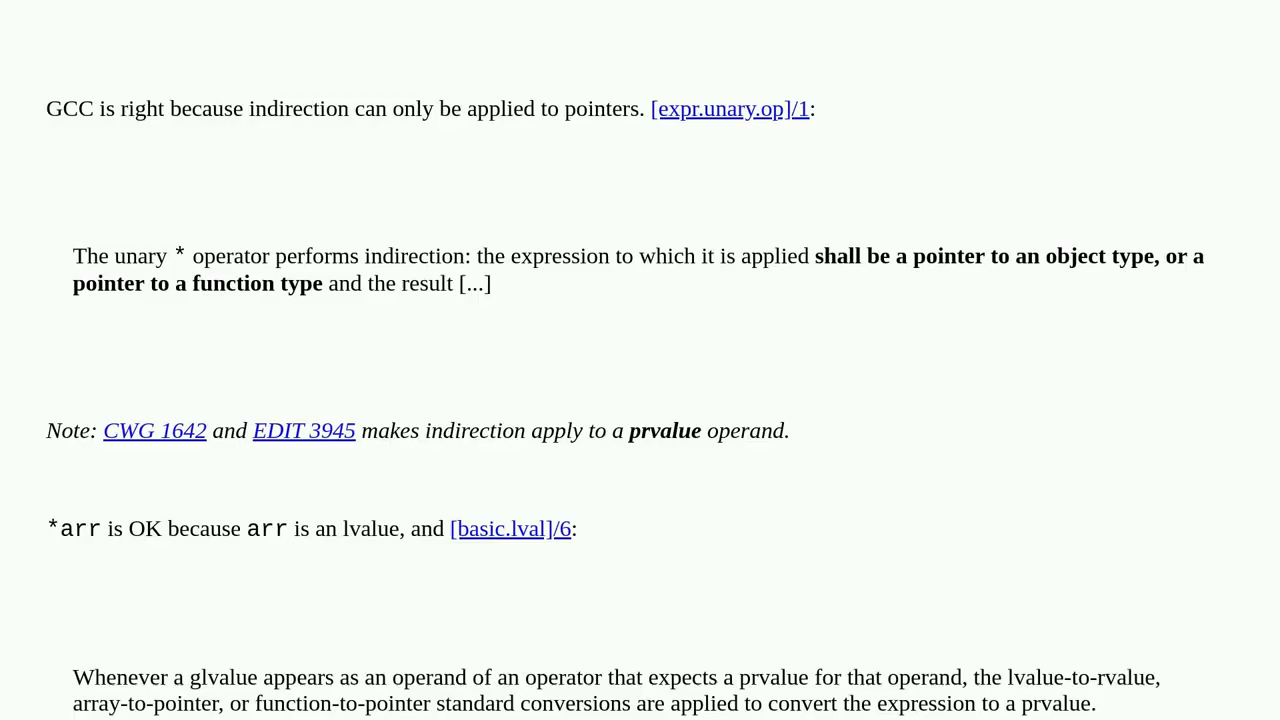 GCC is right because indirection can only be applied to pointers. [expr.unary.op]/1:
The unary * operator performs indirection: the expression to which it is applied shall be a pointer to an object type, or a
pointer to a function type and the result [...]
Note: CWG 1642 and EDIT 3945 makes indirection apply to a prvalue operand.
*arr is OK because arr is an lvalue, and [basic.lval]/6:
Whenever a glvalue appears as an operand of an operator that expects a prvalue for that operand, the lvalue-to-rvalue,
array-to-pointer, or function-to-pointer standard conversions are applied to convert the expression to a prvalue.